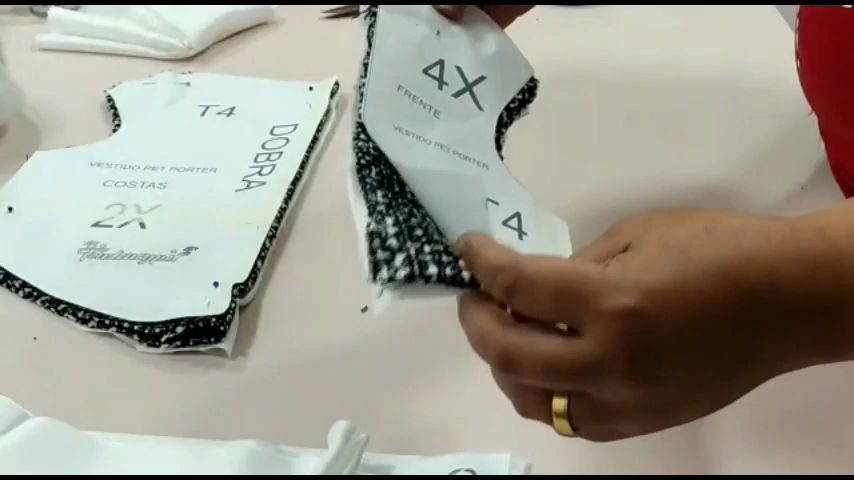 T4
DOBRA
VESTIDO PET PORTER
COSTAS
2X
4X
FRENTE
VESTIDO PET PORTER
T4